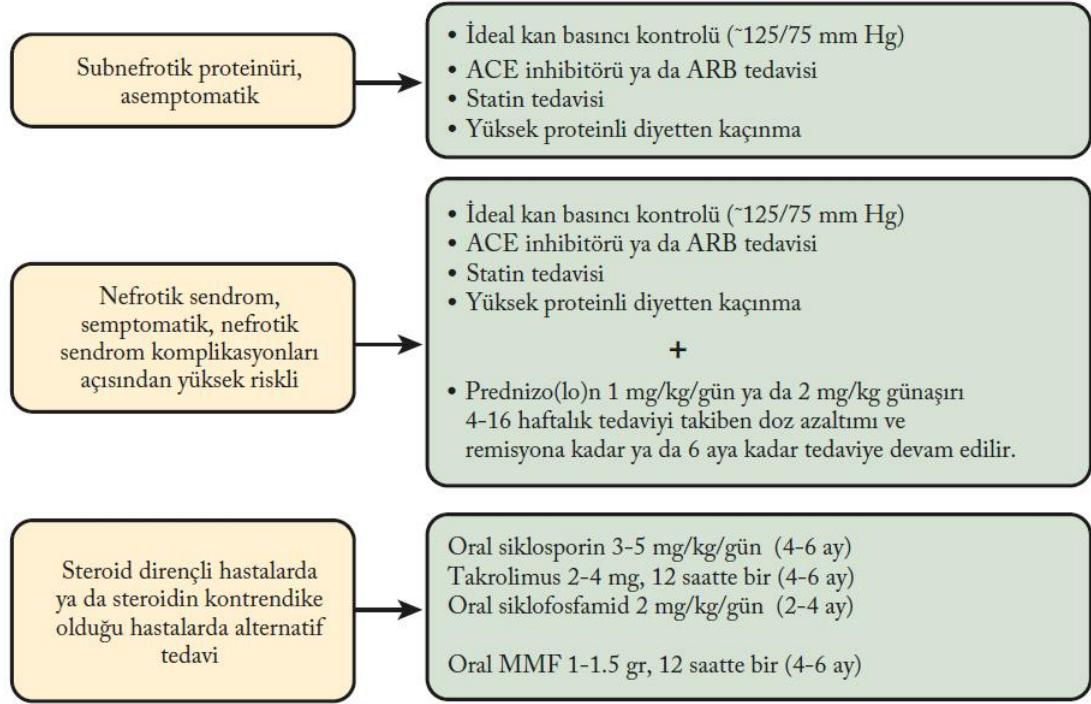 Subnefrotik proteinüri,
asemptomatik
• İdeal kan basıncı kontrolü (~125/75 mm Hg)
• ACE inhibitörü ya da ARB tedavisi
• Statin tedavisi
• Yüksek proteinli diyetten kaçınma
Nefrotik sendrom,
semptomatik, nefrotik
sendrom komplikasyonları
açısından yüksek riskli
• İdeal kan basıncı kontrolü (~125/75 mm Hg)
• ACE inhibitörü ya da ARB tedavisi
• Statin tedavisi
• Yüksek proteinli diyetten kaçınma
+
• Prednizo(lo)n 1 mg/kg/gün ya da 2 mg/kg günaşırı
4-16 haftalık tedaviyi takiben doz azaltımı ve
remisyona kadar ya da 6 aya kadar tedaviye devam edilir.
Steroid dirençli hastalarda
ya da steroidin kontrendike
olduğu hastalarda alternatif
tedavi
Oral siklosporin 3-5 mg/kg/gün (4-6 ay)
Takrolimus 2-4 mg, 12 saatte bir (4-6 ay)
Oral siklofosfamid 2 mg/kg/gün (2-4 ay)
Oral MMF 1-1.5 gr, 12 saatte bir (4-6 ay)